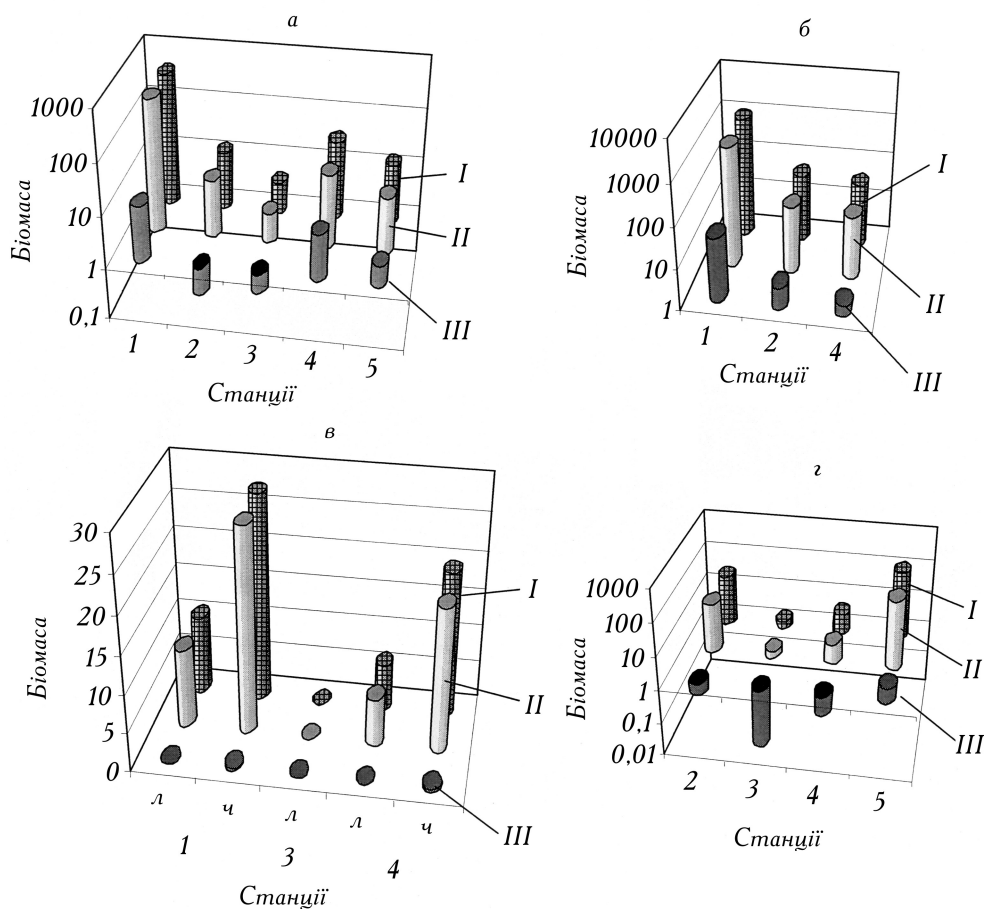 а
1000
100
10
1
0,1
Біомаса
1 2 3 4 5
Станції
I
II
III
б
10000
1000
100
10
1
Біомаса
1 2 4
Станції
I
II
III
в
30
25
20
15
10
5
0
Біомаса
л ч л л ч
1 3 4
Станції
I
II
III
г
1000
100
10
1
0,1
0,01
Біомаса
2 3 4 5
Станції
I
II
III